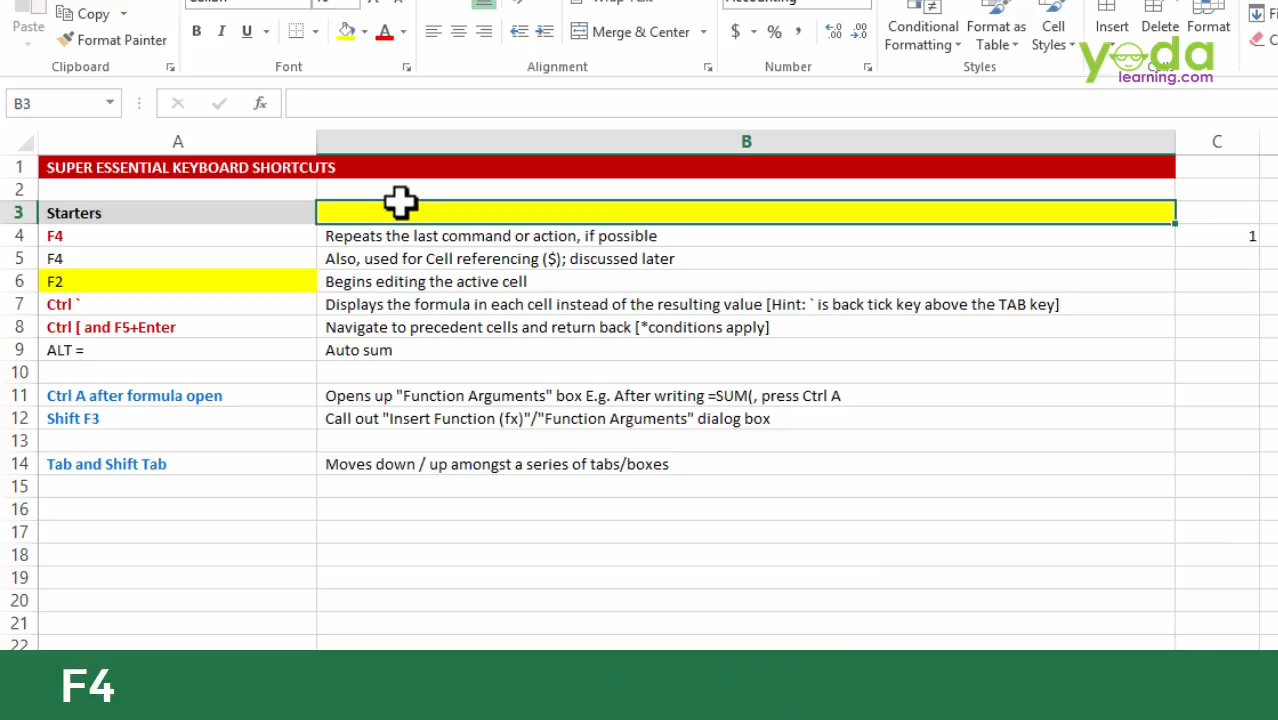 Copy
Paste
Format Painter
Clipboard
B I U A
Font
Merge & Center
Alignment
$ % ,
Number
Conditional Formatting
Format as Table
Cell Styles
Styles
Insert
Delete
Format
yoda
learning.com
B3
fx
A B C
1 SUPER ESSENTIAL KEYBOARD SHORTCUTS
2
3 Starters
4 F4 Repeats the last command or action, if possible 1
5 F4 Also, used for Cell referencing ($); discussed later
6 F2 Begins editing the active cell
7 Ctrl ` Displays the formula in each cell instead of the resulting value [Hint: ` is back tick key above the TAB key]
8 Ctrl [ and F5+Enter Navigate to precedent cells and return back [*conditions apply]
9 ALT = Auto sum
10
11 Ctrl A after formula open Opens up "Function Arguments" box E.g. After writing =SUM(, press Ctrl A
12 Shift F3 Call out "Insert Function (fx)"/"Function Arguments" dialog box
13
14 Tab and Shift Tab Moves down / up amongst a series of tabs/boxes
15
16
17
18
19
20
21
22
F4